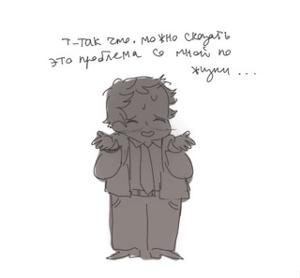 т-так что, можно сказать
это проблема со мной по
жизни ...